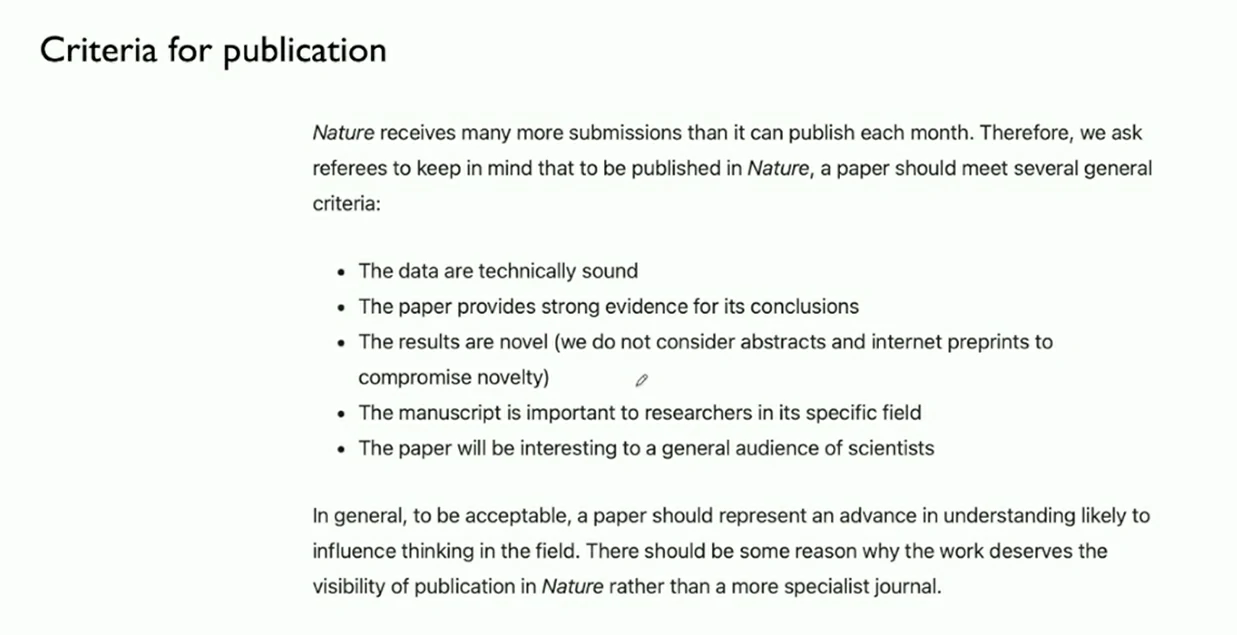 Criteria for publication
Nature receives many more submissions than it can publish each month. Therefore, we ask
referees to keep in mind that to be published in Nature, a paper should meet several general
criteria:
• The data are technically sound
• The paper provides strong evidence for its conclusions
• The results are novel (we do not consider abstracts and internet preprints to
compromise novelty)
• The manuscript is important to researchers in its specific field
• The paper will be interesting to a general audience of scientists
In general, to be acceptable, a paper should represent an advance in understanding likely to
influence thinking in the field. There should be some reason why the work deserves the
visibility of publication in Nature rather than a more specialist journal.